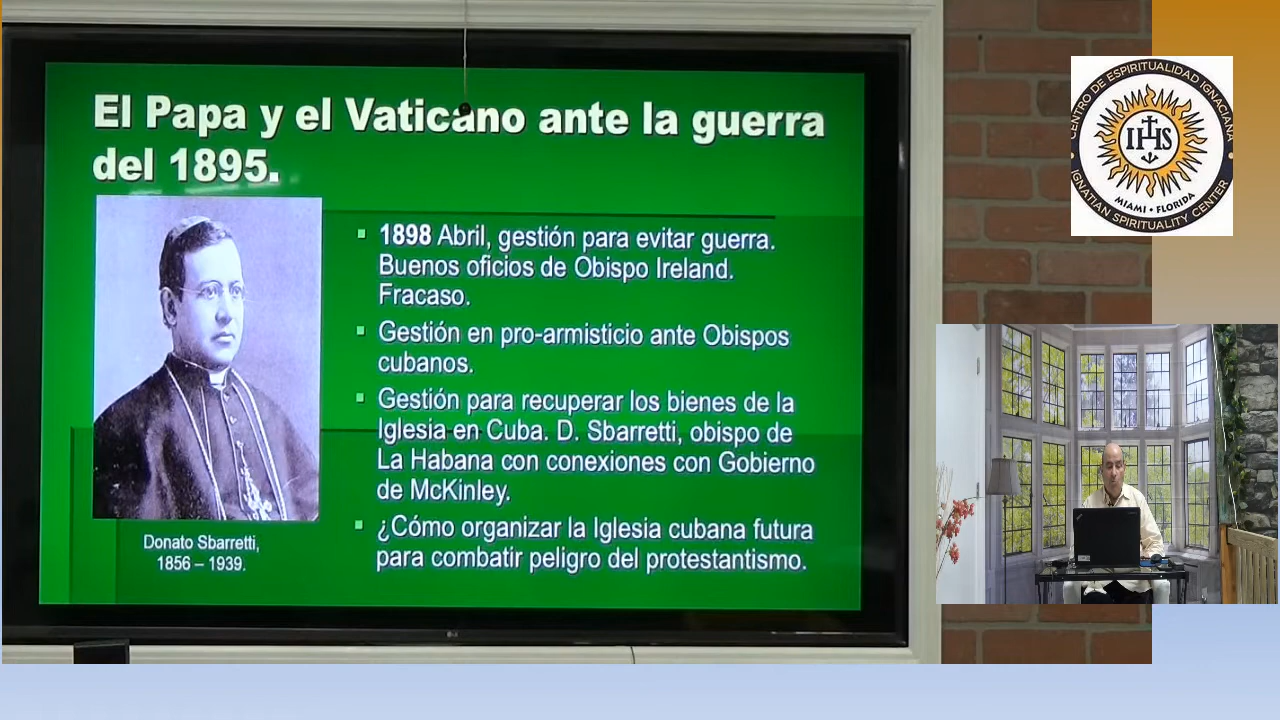 El Papa y el Vaticano ante la guerra
del 1895.
1898 Abril, gestión para evitar guerra.
Buenos oficios de Obispo Ireland.
Fracaso.
Gestión en pro-armisticio ante Obispos
cubanos.
Gestión para recuperar los bienes de la
Iglesia en Cuba. D. Sbarretti, obispo de
La Habana con conexiones con Gobierno
de McKinley.
¿Cómo organizar la Iglesia cubana futura
para combatir peligro del protestantismo.
Donato Sbarretti,
1856 – 1939.
LG
CENTRO DE ESPIRITUALIDAD IGNACIANA
IHS
MIAMI • FLORIDA
IGNATIAN SPIRITUALITY CENTER